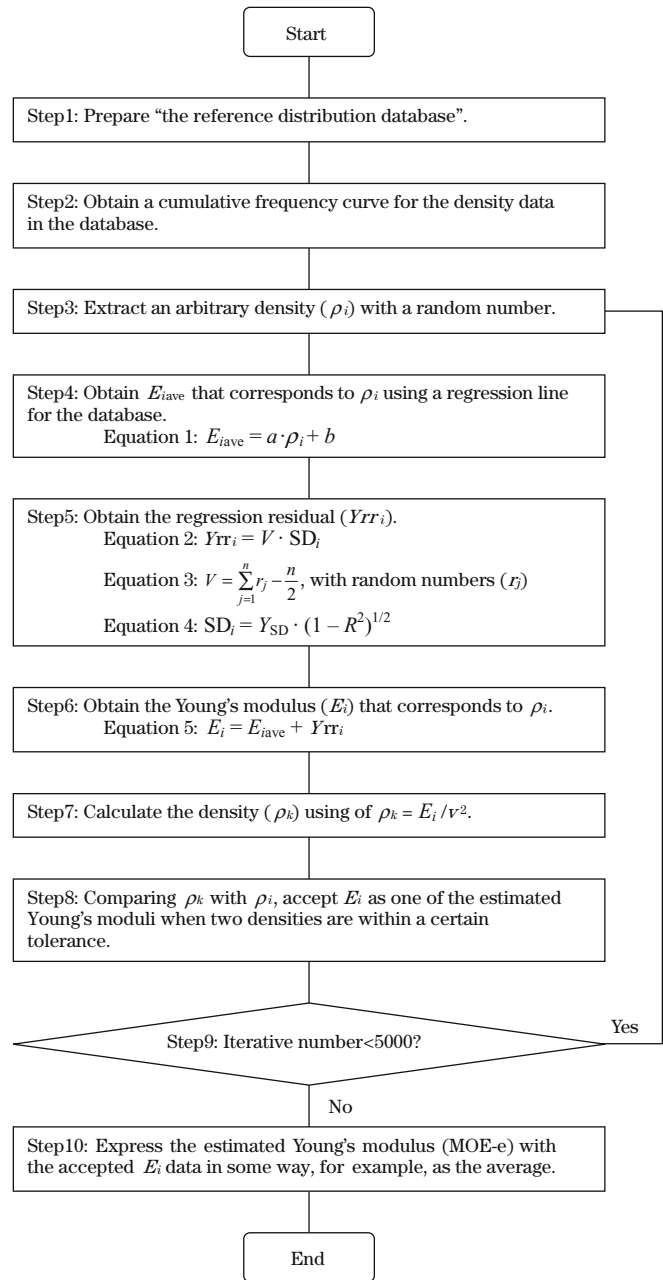 Start
Step1: Prepare “the reference distribution database”.
Step2: Obtain a cumulative frequency curve for the density data
in the database.
Step3: Extract an arbitrary density (ρi) with a random number.
Step4: Obtain Eiave that corresponds to ρi using a regression line
for the database.
Equation 1: Eiave = a·ρi + b
Step5: Obtain the regression residual (Yrri).
Equation 2: Yrri = V · SDi
Equation 3: V = ∑_{j=1}^{n} rj − n/2, with random numbers (rj)
Equation 4: SDi = YSD · (1 – R²)^1/2
Step6: Obtain the Young's modulus (Ei) that corresponds to ρi.
Equation 5: Ei = Eiave + Yrri
Step7: Calculate the density (ρk) using of ρk = Ei /v².
Step8: Comparing ρk with ρi, accept Ei as one of the estimated
Young's moduli when two densities are within a certain
tolerance.
Step9: Iterative number<5000?
Yes
No
Step10: Express the estimated Young's modulus (MOE-e) with
the accepted Ei data in some way, for example, as the average.
End